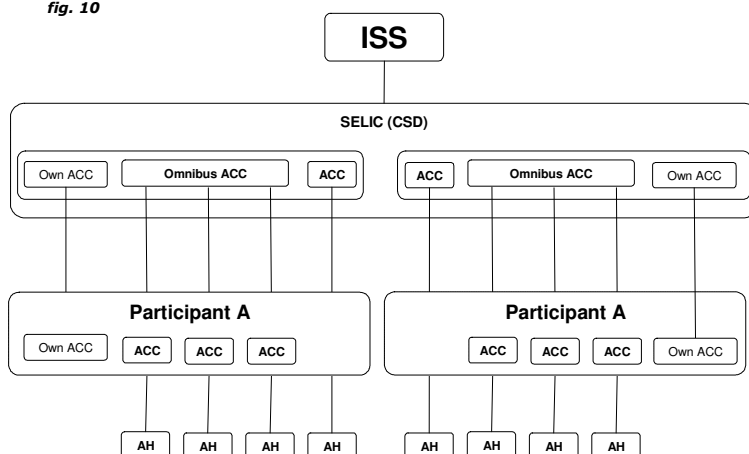 fig. 10
ISS
SELIC (CSD)
Own ACC Omnibus ACC ACC ACC Omnibus ACC Own ACC
Participant A Participant A
Own ACC ACC ACC ACC ACC ACC ACC Own ACC
AH AH AH AH AH AH AH AH